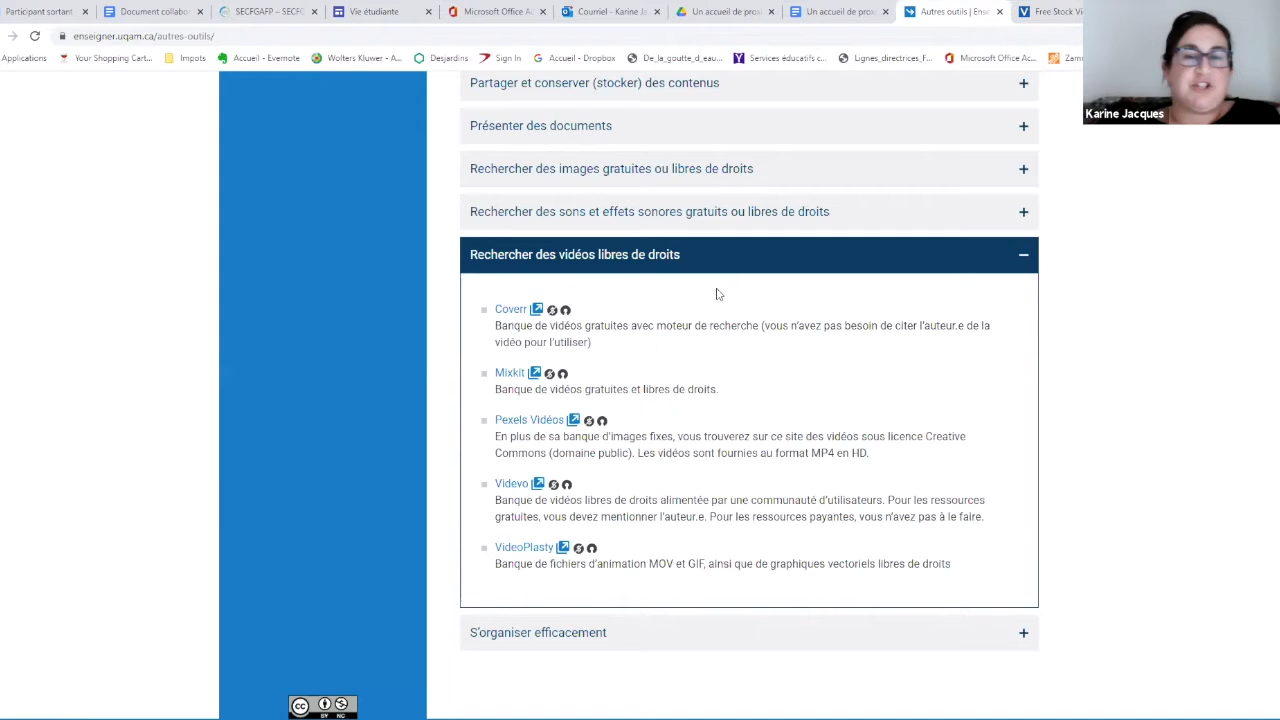 Participant sortant
Document collabo
SECFGAFP – SECFG
Vie étudiante
Microsoft Office A
Courriel - Karine Ja
Un accueil de prox
Un accueil de prox
Autres outils | Ens
Free Stock Vi
enseigner.uqam.ca/autres-outils/
Applications
Your Shopping Cart...
Impots
Accueil - Evernote
Wolters Kluwer - A...
Desjardins
Sign In
Accueil - Dropbox
De_la_goutte_d_eau...
Services éducatifs c...
Lignes_directrices_F...
Microsoft Office Ac...
Zam
Karine Jacques
Partager et conserver (stocker) des contenus
Présenter des documents
Rechercher des images gratuites ou libres de droits
Rechercher des sons et effets sonores gratuits ou libres de droits
Rechercher des vidéos libres de droits
Coverr
Banque de vidéos gratuites avec moteur de recherche (vous n'avez pas besoin de citer l'auteur.e de la
vidéo pour l'utiliser)
Mixkit
Banque de vidéos gratuites et libres de droits.
Pexels Vidéos
En plus de sa banque d'images fixes, vous trouverez sur ce site des vidéos sous licence Creative
Commons (domaine public). Les vidéos sont fournies au format MP4 en HD.
Videvo
Banque de vidéos libres de droits alimentée par une communauté d'utilisateurs. Pour les ressources
gratuites, vous devez mentionner l'auteur.e. Pour les ressources payantes, vous n'avez pas à le faire.
VideoPlasty
Banque de fichiers d'animation MOV et GIF, ainsi que de graphiques vectoriels libres de droits
S'organiser efficacement
CC
BY NC